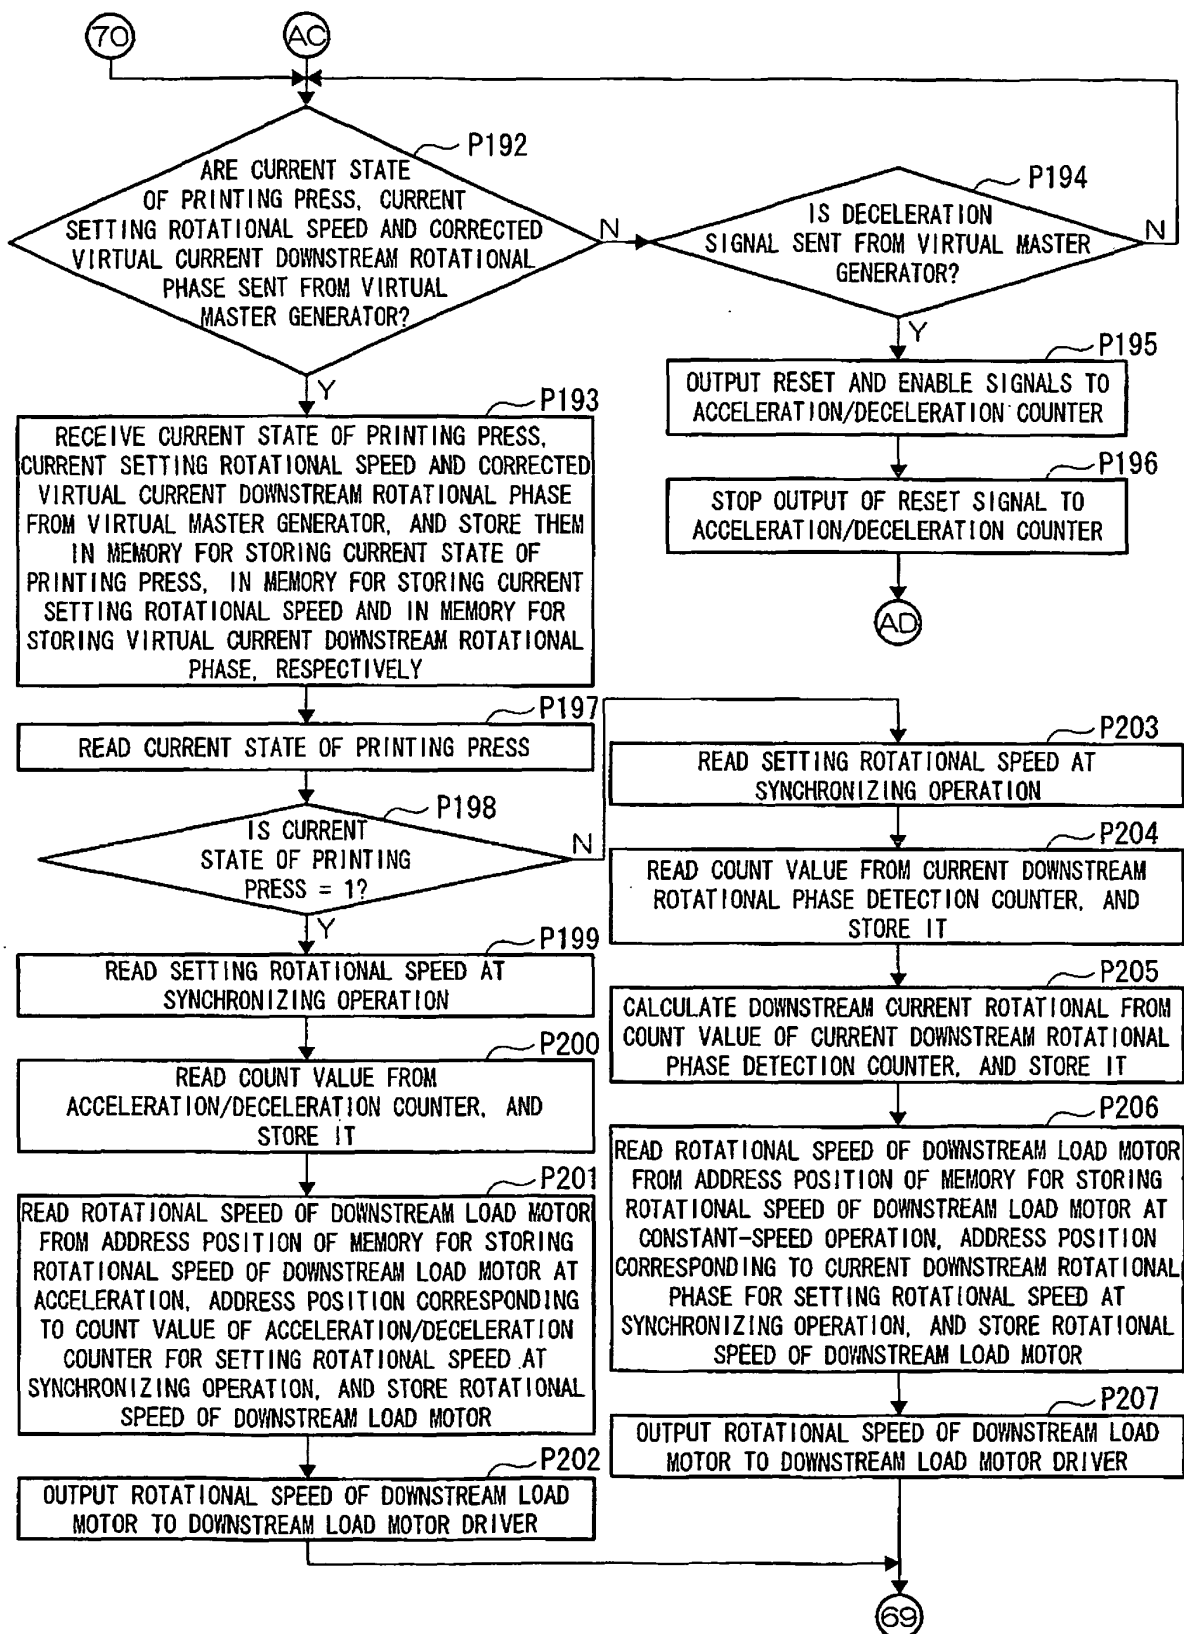 70
AC
P192
ARE CURRENT STATE
OF PRINTING PRESS, CURRENT
SETTING ROTATIONAL SPEED AND CORRECTED
VIRTUAL CURRENT DOWNSTREAM ROTATIONAL
PHASE SENT FROM VIRTUAL
MASTER GENERATOR?
N
Y
P194
IS DECELERATION
SIGNAL SENT FROM VIRTUAL MASTER
GENERATOR?
N
Y
P195
OUTPUT RESET AND ENABLE SIGNALS TO
ACCELERATION/DECELERATION COUNTER
P196
STOP OUTPUT OF RESET SIGNAL TO
ACCELERATION/DECELERATION COUNTER
AD
P193
RECEIVE CURRENT STATE OF PRINTING PRESS,
CURRENT SETTING ROTATIONAL SPEED AND CORRECTED
VIRTUAL CURRENT DOWNSTREAM ROTATIONAL PHASE
FROM VIRTUAL MASTER GENERATOR, AND STORE THEM
IN MEMORY FOR STORING CURRENT STATE OF
PRINTING PRESS, IN MEMORY FOR STORING CURRENT
SETTING ROTATIONAL SPEED AND IN MEMORY FOR
STORING VIRTUAL CURRENT DOWNSTREAM ROTATIONAL
PHASE, RESPECTIVELY
P197
READ CURRENT STATE OF PRINTING PRESS
P198
IS CURRENT
STATE OF PRINTING
PRESS = 1?
N
Y
P199
READ SETTING ROTATIONAL SPEED AT
SYNCHRONIZING OPERATION
P200
READ COUNT VALUE FROM
ACCELERATION/DECELERATION COUNTER, AND
STORE IT
P201
READ ROTATIONAL SPEED OF DOWNSTREAM LOAD MOTOR
FROM ADDRESS POSITION OF MEMORY FOR STORING
ROTATIONAL SPEED OF DOWNSTREAM LOAD MOTOR AT
ACCELERATION, ADDRESS POSITION CORRESPONDING
TO COUNT VALUE OF ACCELERATION/DECELERATION
COUNTER FOR SETTING ROTATIONAL SPEED AT
SYNCHRONIZING OPERATION, AND STORE ROTATIONAL
SPEED OF DOWNSTREAM LOAD MOTOR
P202
OUTPUT ROTATIONAL SPEED OF DOWNSTREAM LOAD
MOTOR TO DOWNSTREAM LOAD MOTOR DRIVER
P203
READ SETTING ROTATIONAL SPEED AT
SYNCHRONIZING OPERATION
P204
READ COUNT VALUE FROM CURRENT DOWNSTREAM
ROTATIONAL PHASE DETECTION COUNTER, AND
STORE IT
P205
CALCULATE DOWNSTREAM CURRENT ROTATIONAL FROM
COUNT VALUE OF CURRENT DOWNSTREAM ROTATIONAL
PHASE DETECTION COUNTER, AND STORE IT
P206
READ ROTATIONAL SPEED OF DOWNSTREAM LOAD MOTOR
FROM ADDRESS POSITION OF MEMORY FOR STORING
ROTATIONAL SPEED OF DOWNSTREAM LOAD MOTOR AT
CONSTANT-SPEED OPERATION, ADDRESS POSITION
CORRESPONDING TO CURRENT DOWNSTREAM ROTATIONAL
PHASE FOR SETTING ROTATIONAL SPEED AT
SYNCHRONIZING OPERATION, AND STORE ROTATIONAL
SPEED OF DOWNSTREAM LOAD MOTOR
P207
OUTPUT ROTATIONAL SPEED OF DOWNSTREAM LOAD
MOTOR TO DOWNSTREAM LOAD MOTOR DRIVER
69